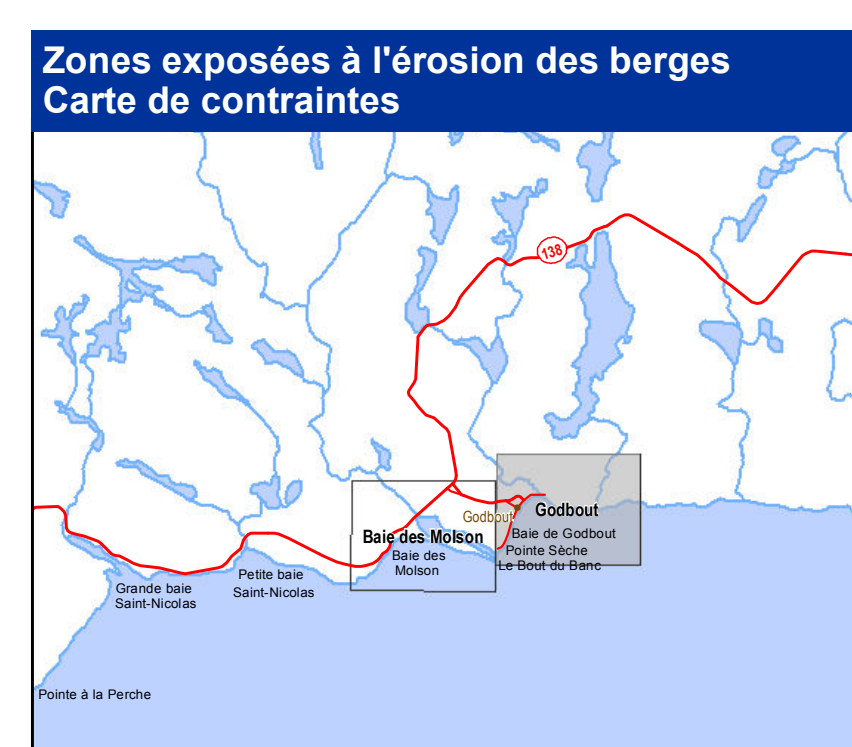 Zones exposées à l'érosion des berges
Carte de contraintes
138
Godbout
Godbout
Baie des Molson
Baie de Godbout
Baie des
Molson
Pointe Sèche
Le Bout du Banc
Petite baie
Saint-Nicolas
Grande baie
Saint-Nicolas
Pointe à la Perche